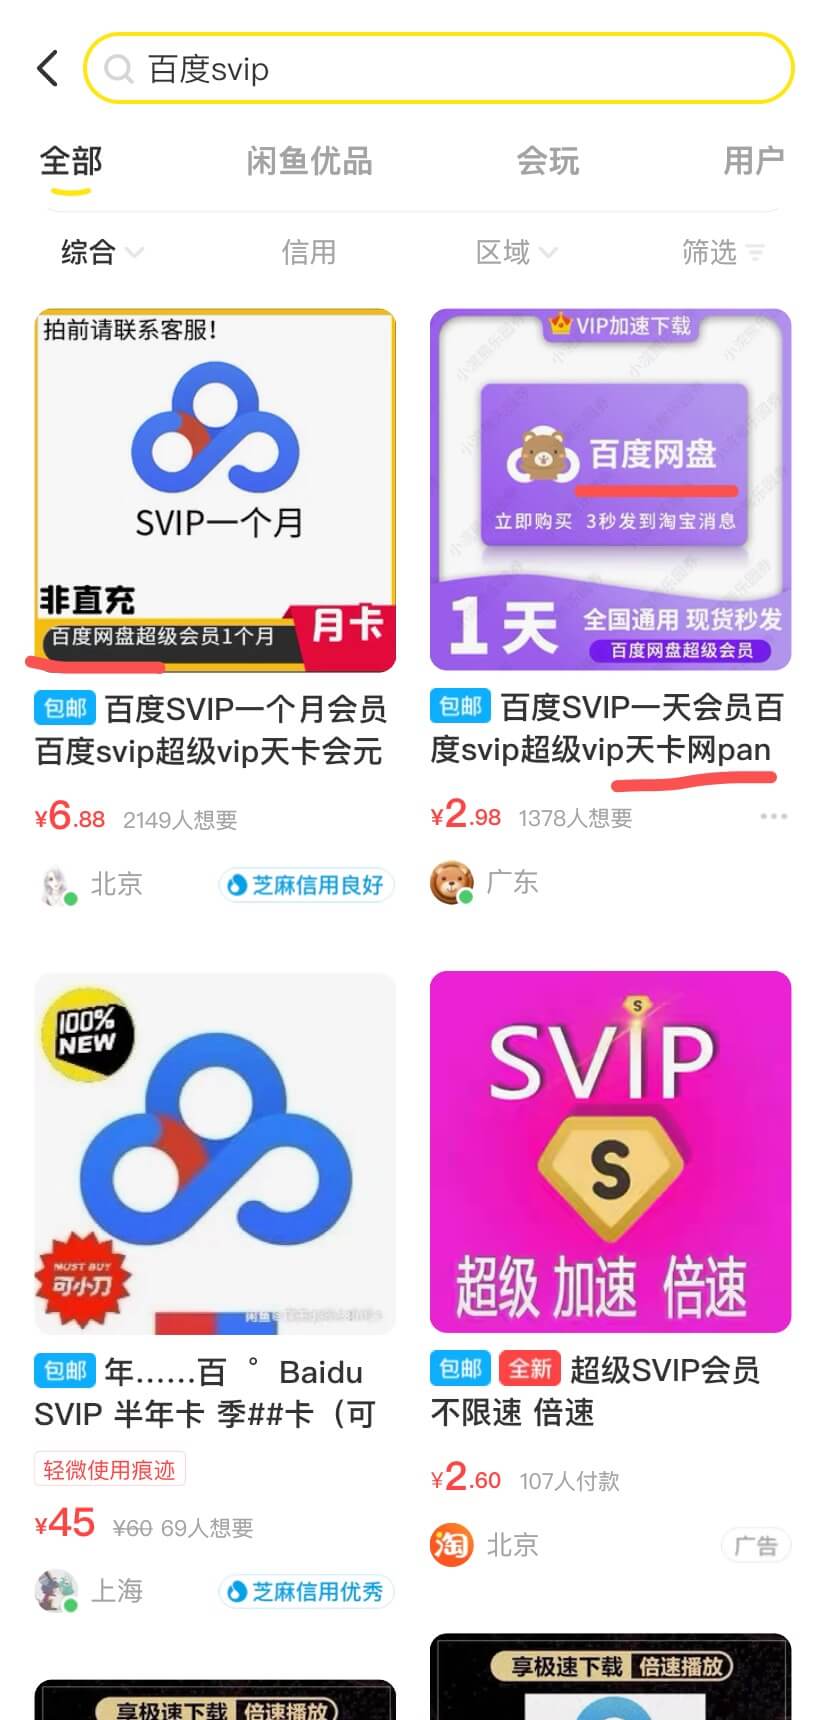 百度svip
全部
闲鱼优品
会玩
用户
综合
信用
区域
筛选
拍前请联系客服!
SVIP一个月
非直充
百度网盘超级会员1个月
月卡
包邮 百度SVIP一个月会员
百度svip超级vip天卡会元
¥6.88 2149人想要
北京
芝麻信用良好
VIP加速下载
百度网盘
立即购买 3秒发到淘宝消息
1天
全国通用 现货秒发
百度网盘超级会员
包邮 百度SVIP一天会员百
度svip超级vip天卡网pan
¥2.98 1378人想要
广东
100%
NEW
MUST BUY
可小刀
包邮 年......百 ° Baidu
SVIP 半年卡 季##卡（可
轻微使用痕迹
¥45 ¥60 69人想要
上海
芝麻信用优秀
S
SVIP
S
超级 加速 倍速
包邮 全新 超级SVIP会员
不限速 倍速
¥2.60 107人付款
淘 北京
广告
享极速下载 倍速播放
享极速下载 倍速播放